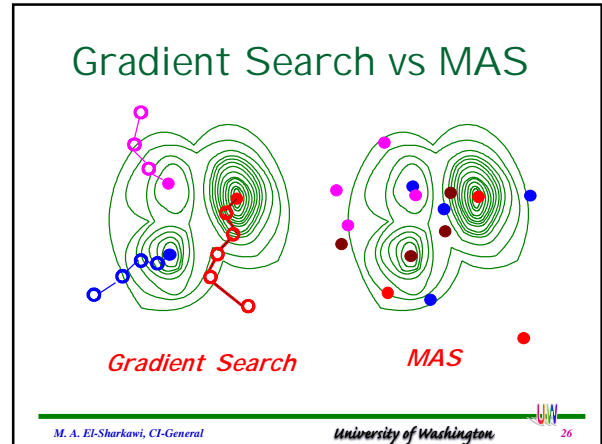 Gradient Search vs MAS
Gradient Search
MAS
UW
M. A. El-Sharkawi, CI-General
University of Washington
26